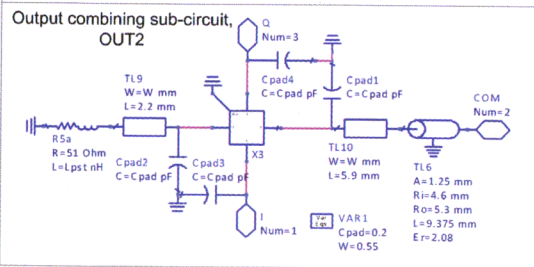 Output combining sub-circuit,
OUT2
Q
Num=3
Cpad4
C=Cpad pF
Cpad1
C=Cpad pF
TL9
W=W mm
L=2.2 mm
COM
Num=2
R5a
R=51 Ohm
L=Lpst nH
Cpad2
C=Cpad pF
Cpad3
C=Cpad pF
X3
TL10
W=W mm
L=5.9 mm
TL6
A=1.25 mm
Ri=4.6 mm
Ro=5.3 mm
L=9.375 mm
Er=2.08
I
Num=1
Var
Eqn
VAR1
Cpad=0.2
W=0.55